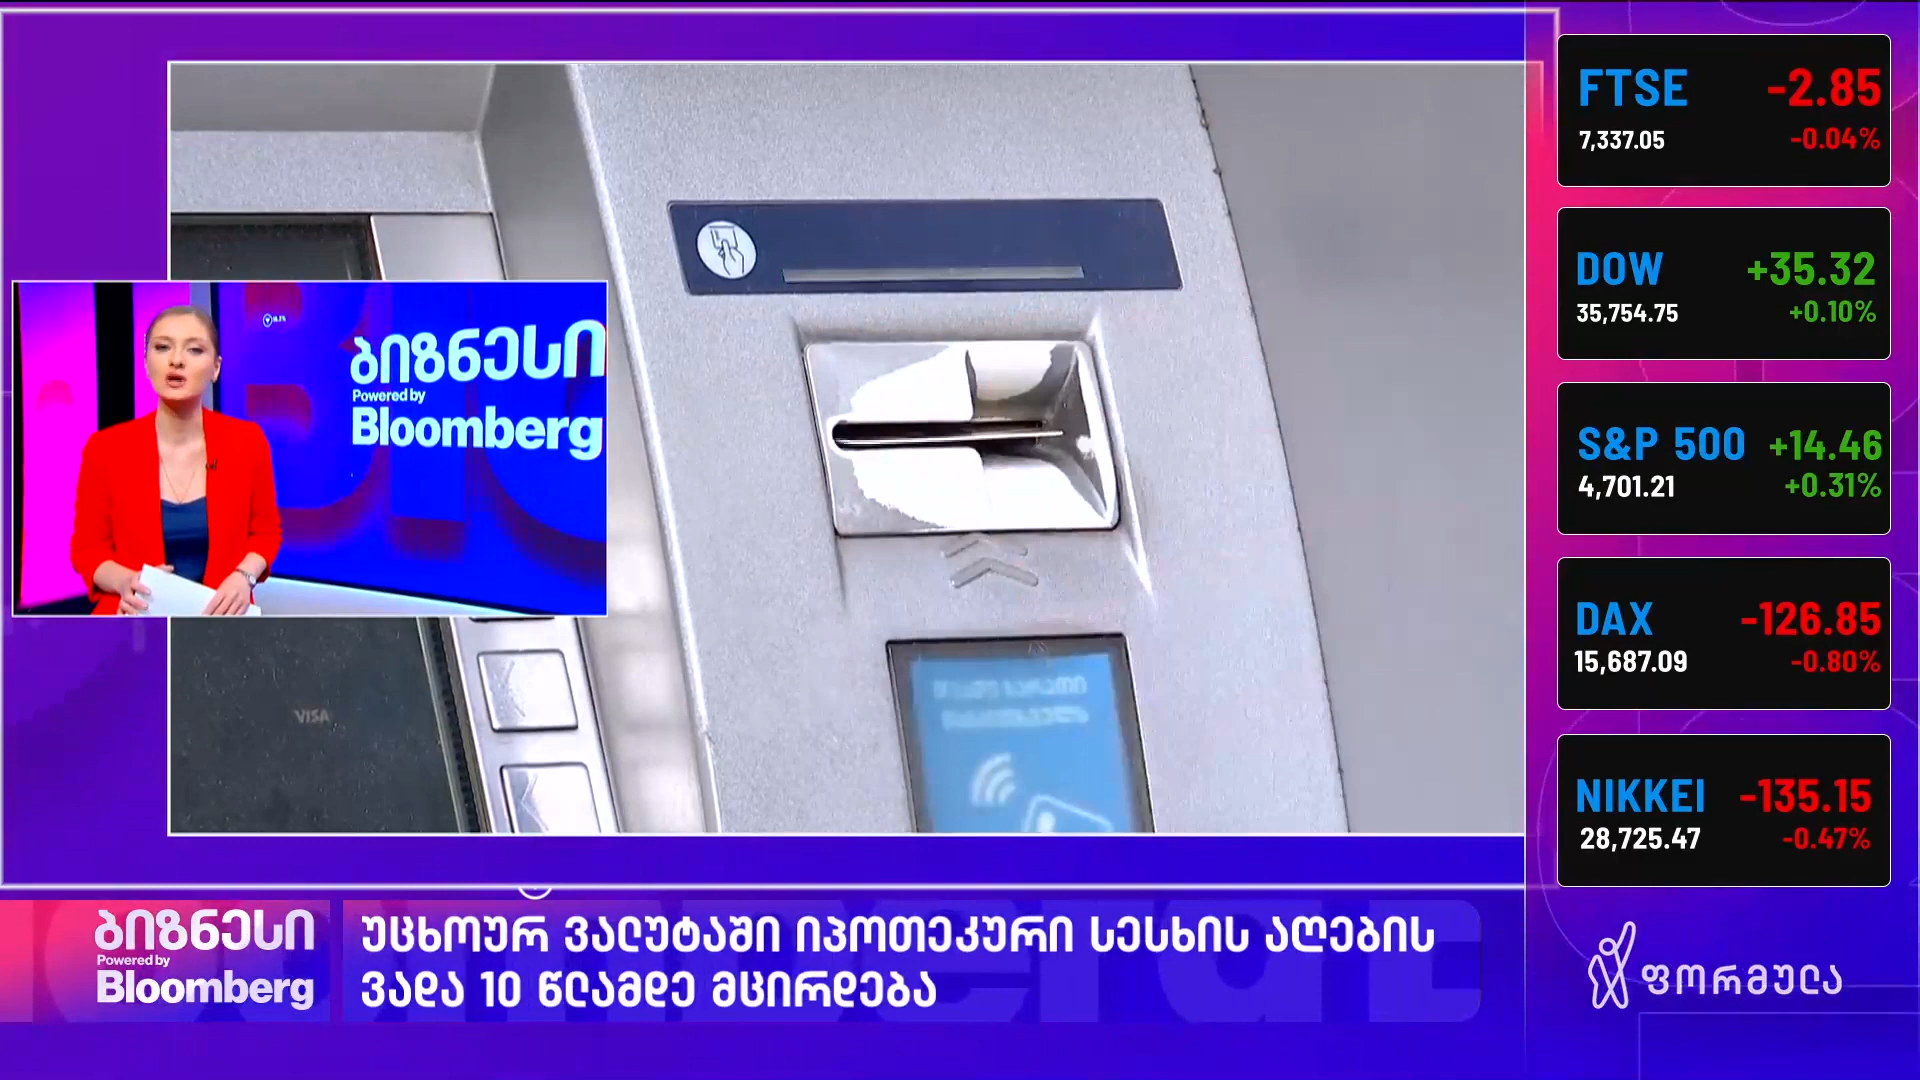 FTSE -2.85
7,337.05 -0.04%
DOW +35.32
35,754.75 +0.10%
S&P 500 +14.46
4,701.21 +0.31%
DAX -126.85
15,687.09 -0.80%
NIKKEI -135.15
28,725.47 -0.47%
ბიზნესი
Powered by
Bloomberg
VISA
ბიზნესი
Powered by
Bloomberg
უცხოურ ვალუტაში იპოთეკური სესხის აღების
ვადა 10 წლამდე მცირდება
ფორმულა